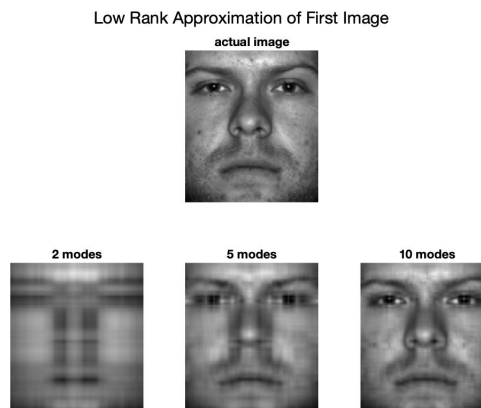 Low Rank Approximation of First Image
actual image
2 modes
5 modes
10 modes